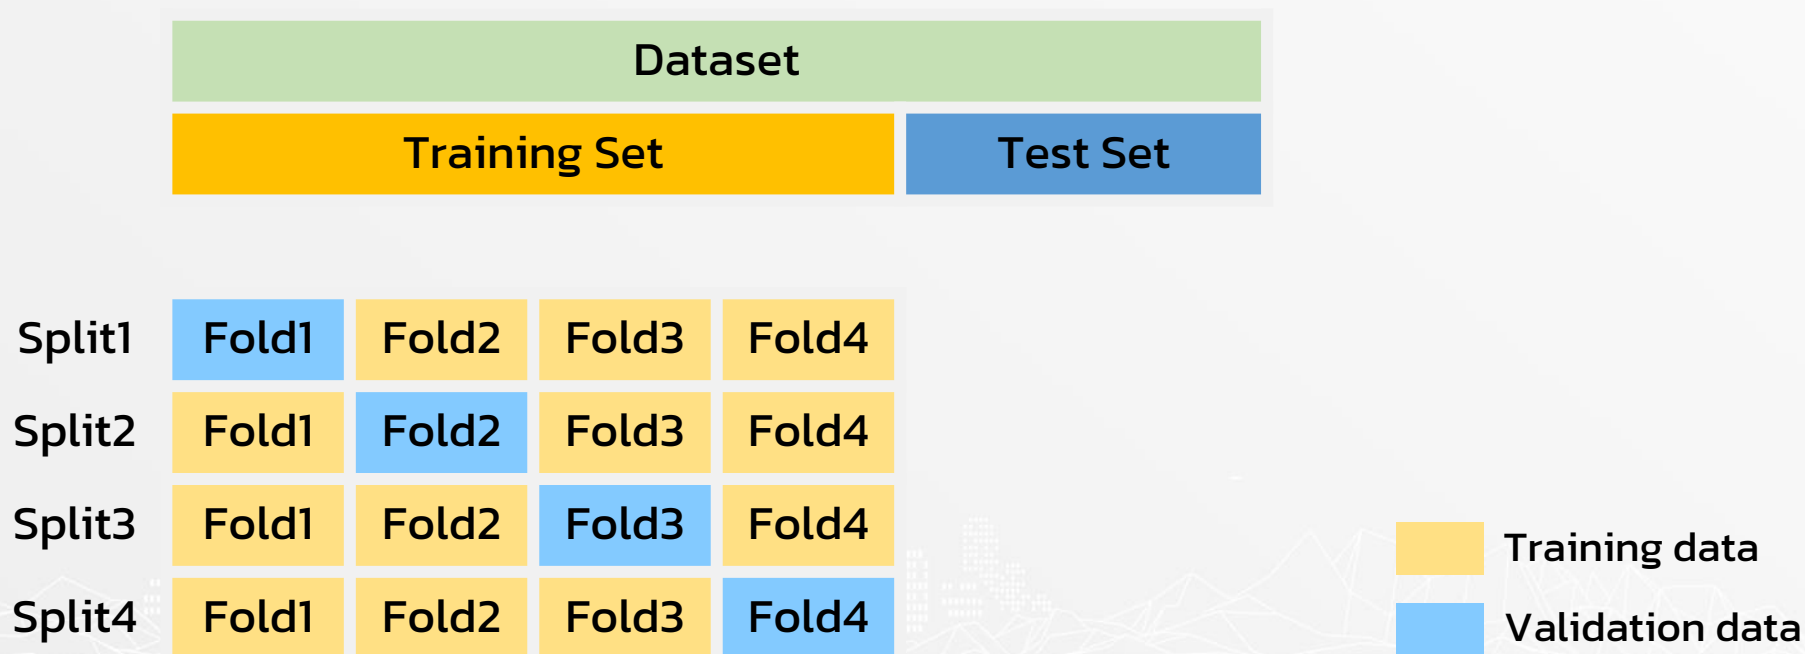 Dataset
Training Set Test Set
Split1 Fold1 Fold2 Fold3 Fold4
Split2 Fold1 Fold2 Fold3 Fold4
Split3 Fold1 Fold2 Fold3 Fold4
Split4 Fold1 Fold2 Fold3 Fold4
Training data
Validation data